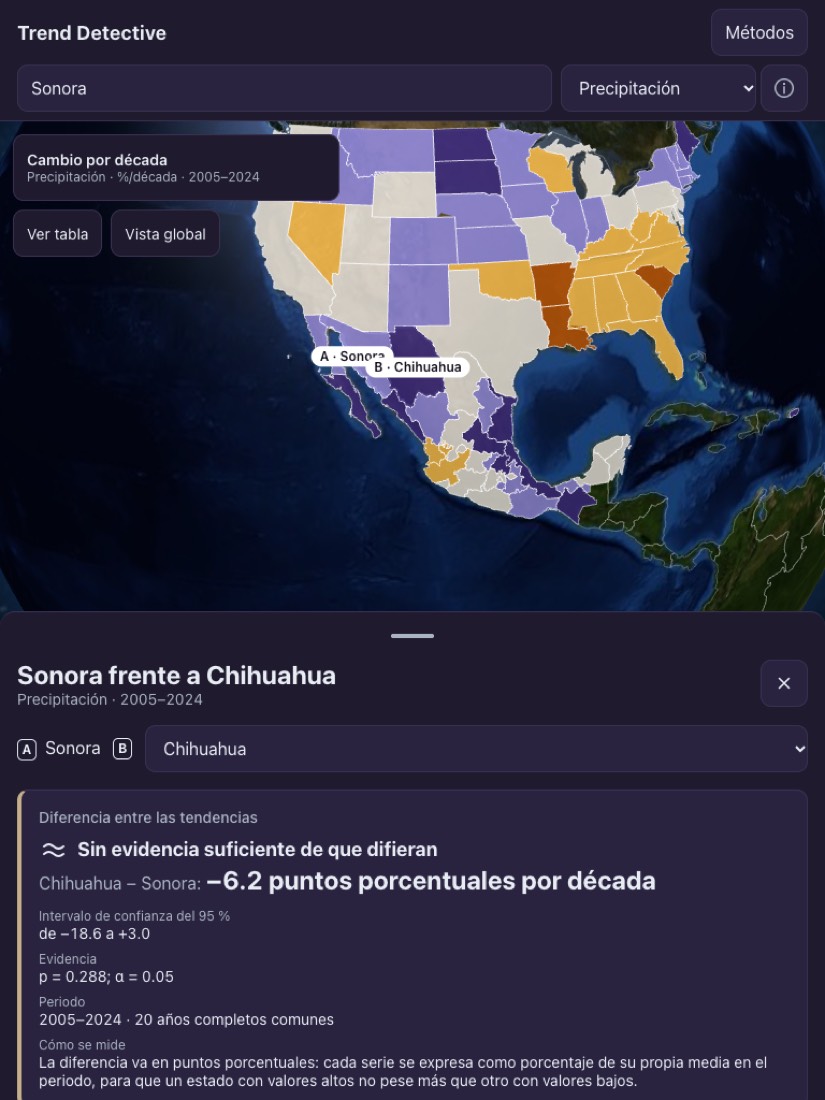 Trend Detective
Métodos
Sonora
Precipitación
Cambio por década
Precipitación · %/década · 2005–2024
Ver tabla
Vista global
A · Sonora
B · Chihuahua
Sonora frente a Chihuahua
Precipitación · 2005–2024
A Sonora B Chihuahua
Diferencia entre las tendencias
Sin evidencia suficiente de que difieran
Chihuahua – Sonora: −6.2 puntos porcentuales por década
Intervalo de confianza del 95 %
de −18.6 a +3.0
Evidencia
p = 0.288; α = 0.05
Periodo
2005–2024 · 20 años completos comunes
Cómo se mide
La diferencia va en puntos porcentuales: cada serie se expresa como porcentaje de su propia media en el
periodo, para que un estado con valores altos no pese más que otro con valores bajos.